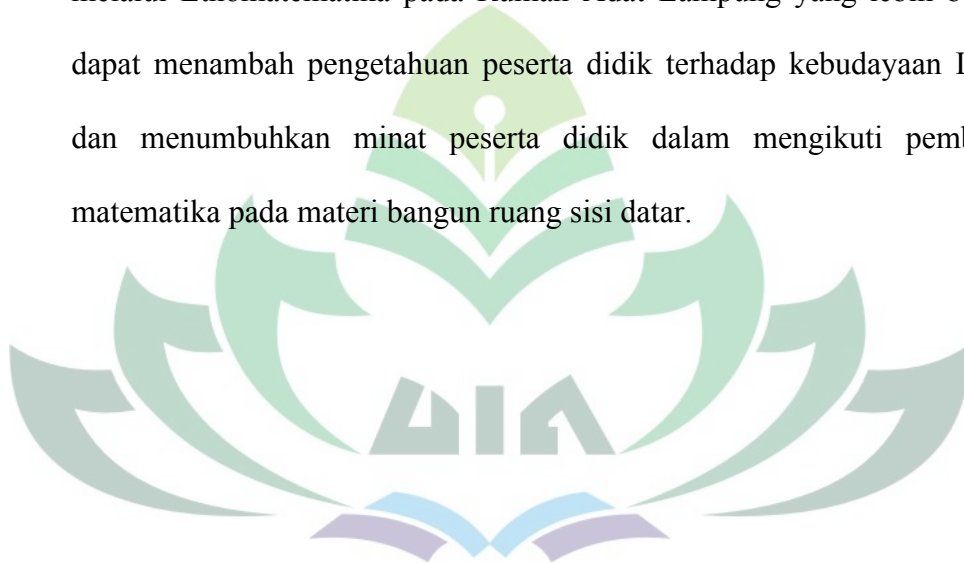 dapat menambah pengetahuan peserta didik terhadap kebudayaan
dan menumbuhkan minat peserta didik dalam mengikuti
matematika pada materi bangun ruang sisi datar.
UIN